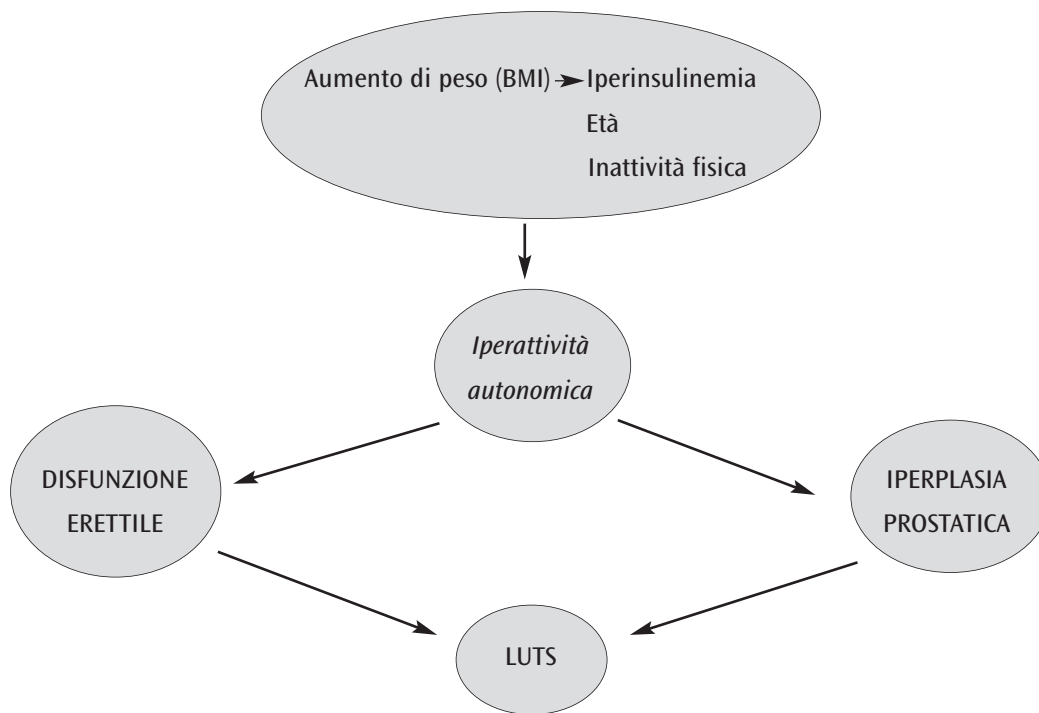 Aumento di peso (BMI) → Iperinsulinemia
Età
Inattività fisica
Iperattività
autonomica
DISFUNZIONE
ERETTILE
IPERPLASIA
PROSTATICA
LUTS